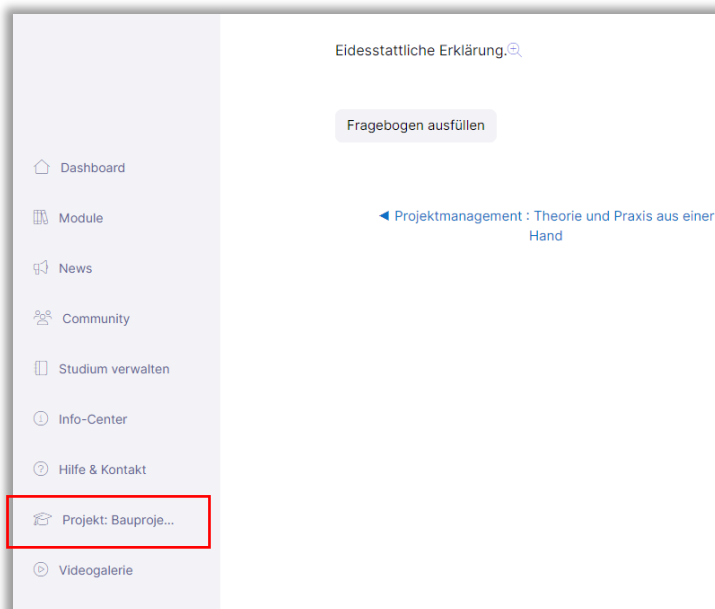 Eidesstattliche Erklärung.
Fragebogen ausfüllen
◄ Projektmanagement : Theorie und Praxis aus einer
Hand
Dashboard
Module
News
Community
Studium verwalten
Info-Center
Hilfe & Kontakt
Projekt: Bauproje...
Videogalerie